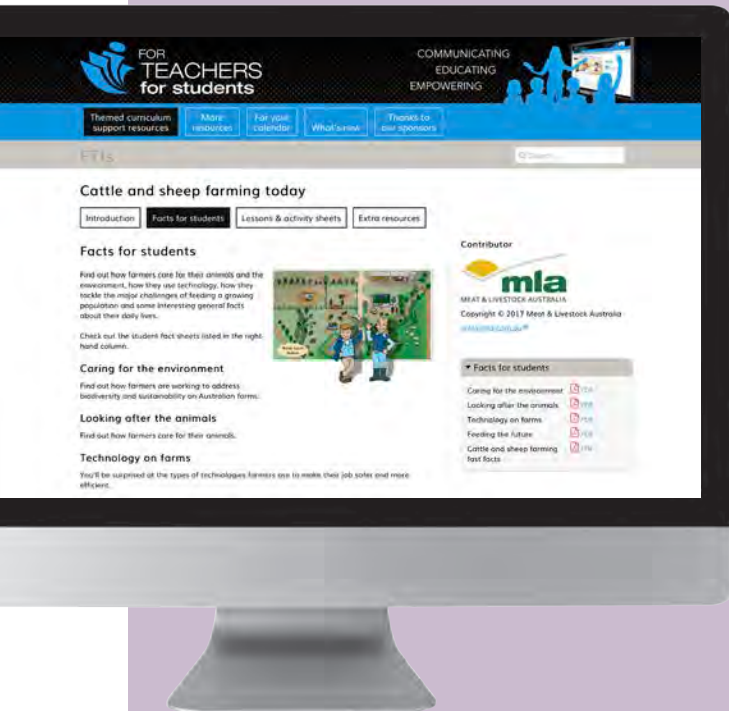 FOR
TEACHERS
for students
COMMUNICATING
EDUCATING
EMPOWERING
Themed curriculum
support resources
More
resources
For your
calendar
What's new
Thanks to
our sponsors
FTfs
Search
Cattle and sheep farming today
Introduction
Facts for students
Lessons & activity sheets
Extra resources
Facts for students
Find out how farmers care for their animals and the
environment, how they use technology, how they
tackle the major challenges of feeding a growing
population and some interesting general facts
about their daily lives.
Check out the student fact sheets listed in the right
hand column.
Caring for the environment
Find out how farmers are working to address
biodiversity and sustainability on Australian farms.
Looking after the animals
Find out how farmers care for their animals.
Technology on farms
You'll be surprised at the types of technologies farmers are to make their job safer and more
efficient.
Contributor
mla
MEAT & LIVESTOCK AUSTRALIA
Copyright © 2017 Meat & Livestock Australia
Facts for students
Caring for the environment
Looking after the animals
Technology on farms
Feeding the future
Cattle and sheep farming
fast facts